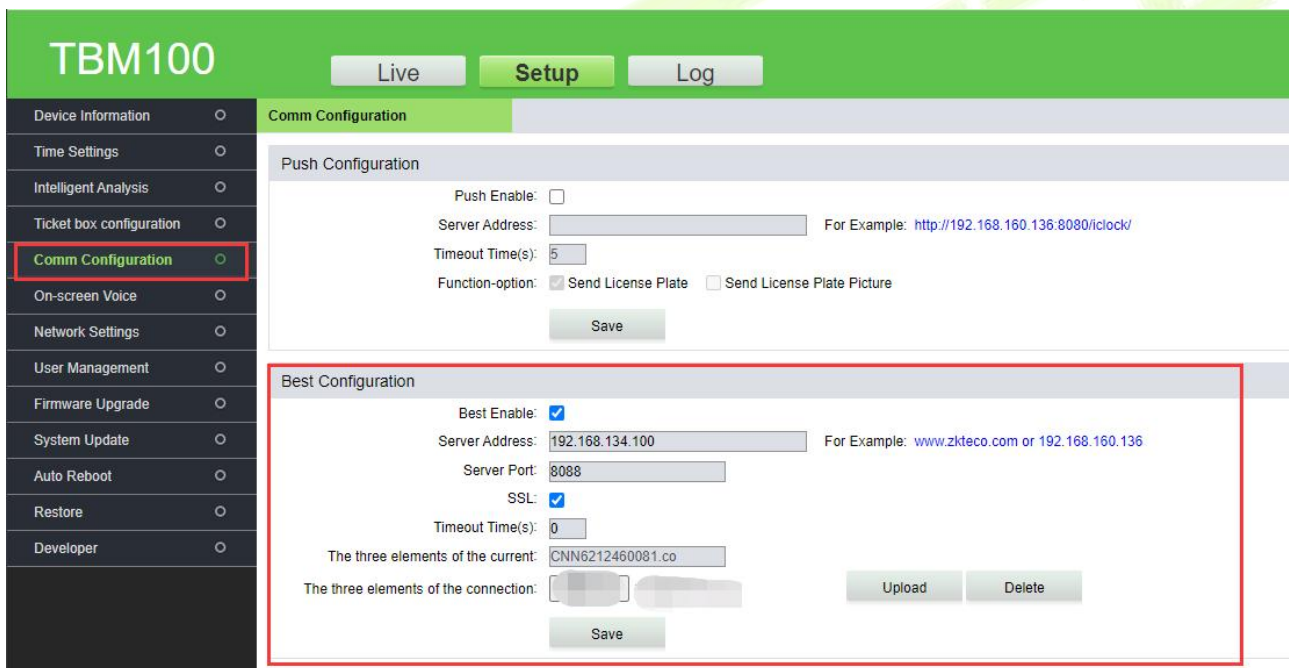 TBM100
Live Setup Log
Device Information
Time Settings
Intelligent Analysis
Ticket box configuration
Comm Configuration
On-screen Voice
Network Settings
User Management
Firmware Upgrade
System Update
Auto Reboot
Restore
Developer
Comm Configuration
Push Configuration
Push Enable:
Server Address: For Example: http://192.168.160.136:8080/iclock/
Timeout Time(s): 5
Function-option: Send License Plate Send License Plate Picture
Save
Best Configuration
Best Enable:
Server Address: 192.168.134.100 For Example: www.zkteco.com or 192.168.160.136
Server Port: 8088
SSL:
Timeout Time(s): 0
The three elements of the current: CNN6212460081.co
The three elements of the connection: Upload Delete
Save